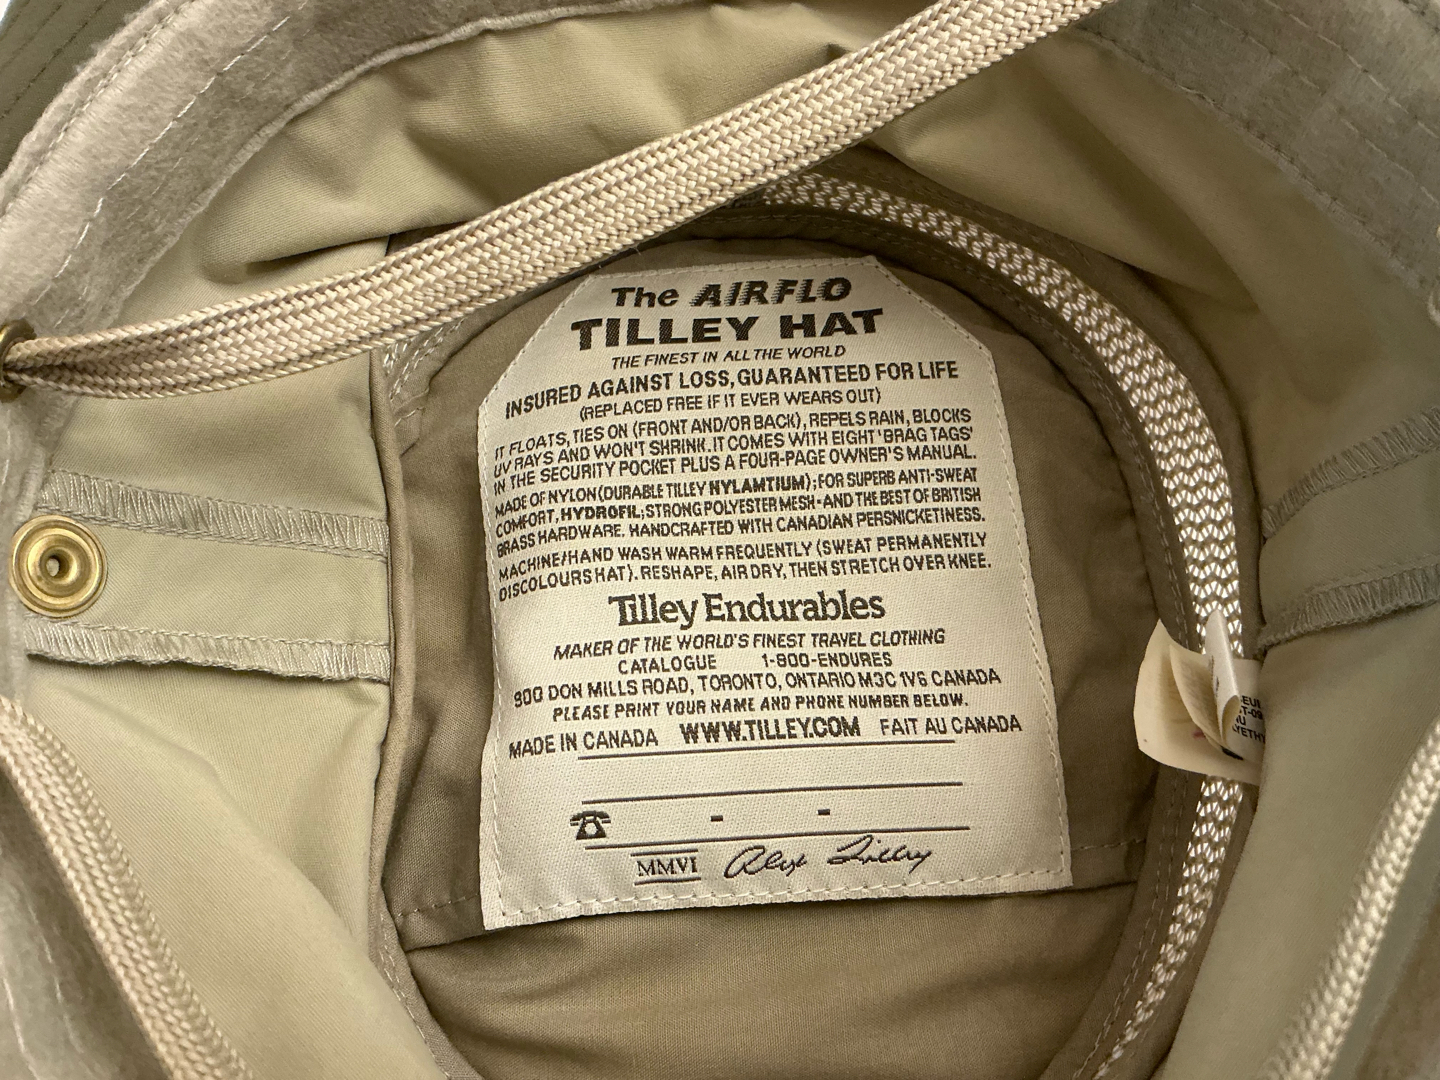 The AIRFLO
TILLEY HAT
THE FINEST IN ALL THE WORLD
INSURED AGAINST LOSS, GUARANTEED FOR LIFE
(REPLACED FREE IF IT EVER WEARS OUT)
IT FLOATS, TIES ON (FRONT AND/OR BACK), REPELS RAIN, BLOCKS
UV RAYS AND WON'T SHRINK. IT COMES WITH EIGHT 'BRAG TAGS'
IN THE SECURITY POCKET PLUS A FOUR-PAGE OWNER'S MANUAL.
MADE OF NYLON (DURABLE TILLEY NYLAMTIUM); FOR SUPERB ANTI-SWEAT
COMFORT, HYDROFIL; STRONG POLYESTER MESH - AND THE BEST OF BRITISH
BRASS HARDWARE. HANDCRAFTED WITH CANADIAN PERSNICKETINESS.
MACHINE/HAND WASH WARM FREQUENTLY (SWEAT PERMANENTLY
DISCOLOURS HAT). RESHAPE, AIR DRY, THEN STRETCH OVER KNEE.
Tilley Endurables
MAKER OF THE WORLD'S FINEST TRAVEL CLOTHING
CATALOGUE 1-800-ENDURES
900 DON MILLS ROAD, TORONTO, ONTARIO M3C 1V6 CANADA
PLEASE PRINT YOUR NAME AND PHONE NUMBER BELOW.
MADE IN CANADA WWW.TILLEY.COM FAIT AU CANADA
- -
MMVI Alex Tilley